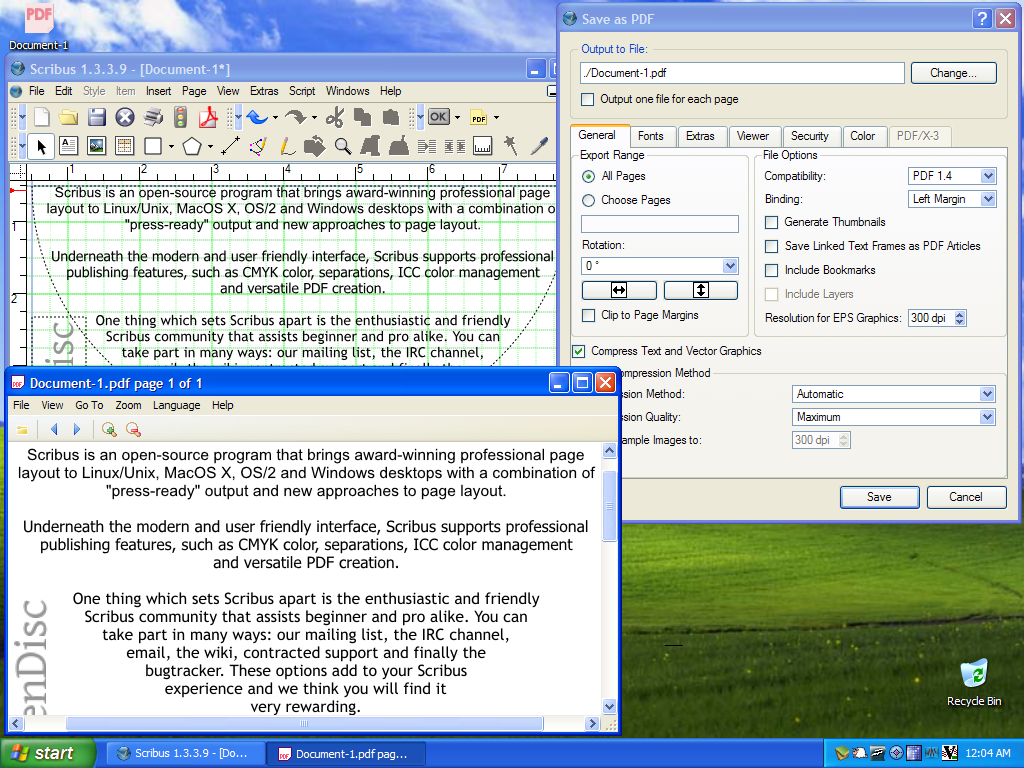 PDF
Document-1
Scribus 1.3.3.9 - [Document-1*]
File Edit Style Item Insert Page View Extras Script Windows Help
OK PDF
1 2 3 4 5 6 7
1
2
Scribus is an open-source program that brings award-winning professional page
layout to Linux/Unix, MacOS X, OS/2 and Windows desktops with a combination o
"press-ready" output and new approaches to page layout.
Underneath the modern and user friendly interface, Scribus supports professional
publishing features, such as CMYK color, separations, ICC color management
and versatile PDF creation.
One thing which sets Scribus apart is the enthusiastic and friendly
Scribus community that assists beginner and pro alike. You can
take part in many ways: our mailing list, the IRC channel,
Disc
Save as PDF
Output to File:
./Document-1.pdf
Change...
Output one file for each page
General Fonts Extras Viewer Security Color PDF/X-3
Export Range
All Pages
Choose Pages
Rotation:
0 °
Clip to Page Margins
File Options
Compatibility: PDF 1.4
Binding: Left Margin
Generate Thumbnails
Save Linked Text Frames as PDF Articles
Include Bookmarks
Include Layers
Resolution for EPS Graphics: 300 dpi
Compress Text and Vector Graphics
mpression Method
ssion Method: Automatic
ssion Quality: Maximum
ample Images to: 300 dpi
Save Cancel
Document-1.pdf page 1 of 1
File View Go To Zoom Language Help
Scribus is an open-source program that brings award-winning professional page
layout to Linux/Unix, MacOS X, OS/2 and Windows desktops with a combination of
"press-ready" output and new approaches to page layout.
Underneath the modern and user friendly interface, Scribus supports professional
publishing features, such as CMYK color, separations, ICC color management
and versatile PDF creation.
One thing which sets Scribus apart is the enthusiastic and friendly
Scribus community that assists beginner and pro alike. You can
take part in many ways: our mailing list, the IRC channel,
email, the wiki, contracted support and finally the
bugtracker. These options add to your Scribus
experience and we think you will find it
very rewarding.
enDisc
Recycle Bin
start
Scribus 1.3.3.9 - [Do...
Document-1.pdf pag...
12:04 AM